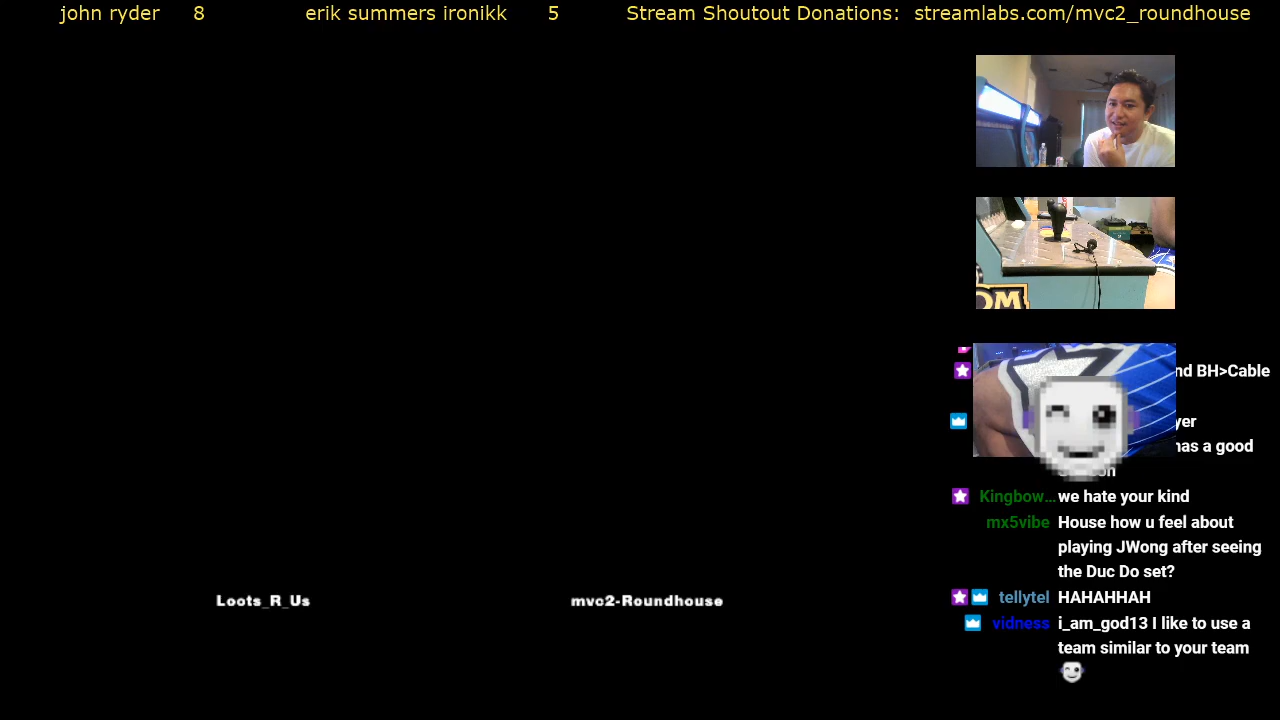 john ryder 8 erik summers ironikk 5 Stream Shoutout Donations: streamlabs.com/mvc2_roundhouse
OM
nd BH>Cable
yer
has a good
Kingbow... we hate your kind
mx5vibe House how u feel about
playing JWong after seeing
the Duc Do set?
tellytel HAHAHHAH
vidness i_am_god13 I like to use a
team similar to your team
Loots_R_Us mvc2-Roundhouse